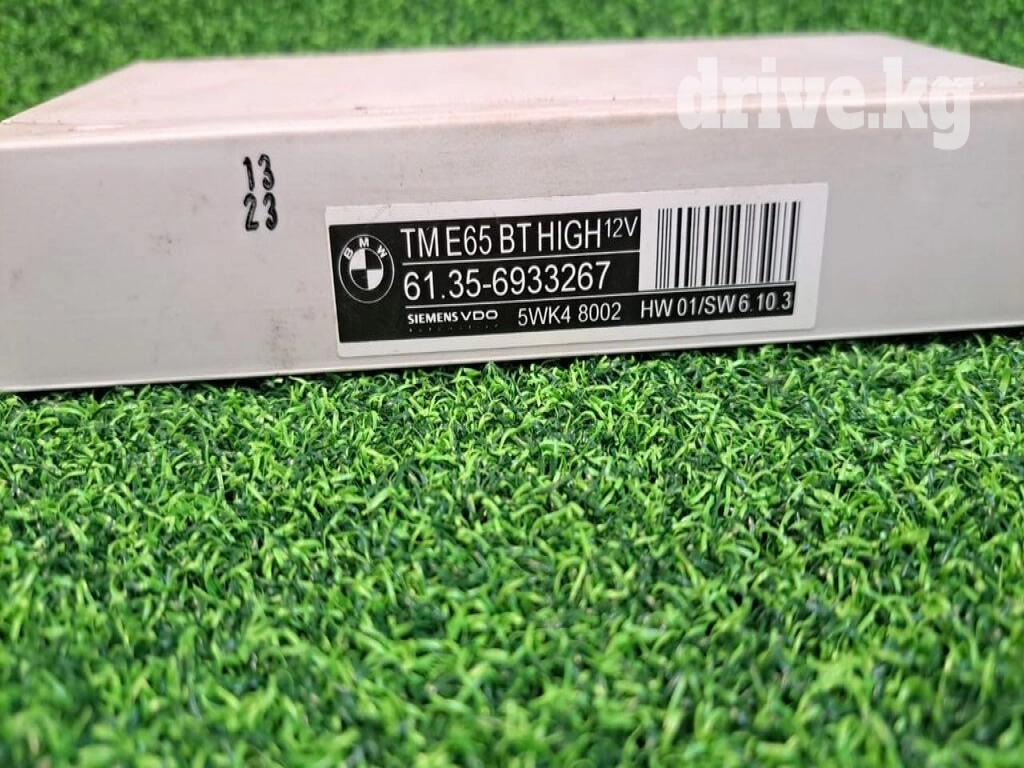 drive.kg
13
23
BMW
TM E65 BT HIGH 12V
61.35-6933267
SIEMENS VDO 5WK4 8002 HW 01/SW 6.10.3